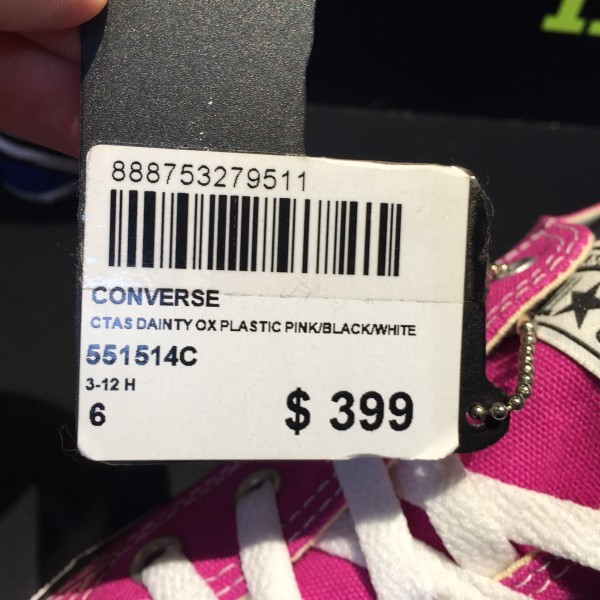 888753279511
CONVERSE
CTAS DAINTY OX PLASTIC PINK/BLACK/WHITE
551514C
3-12 H
6
$ 399